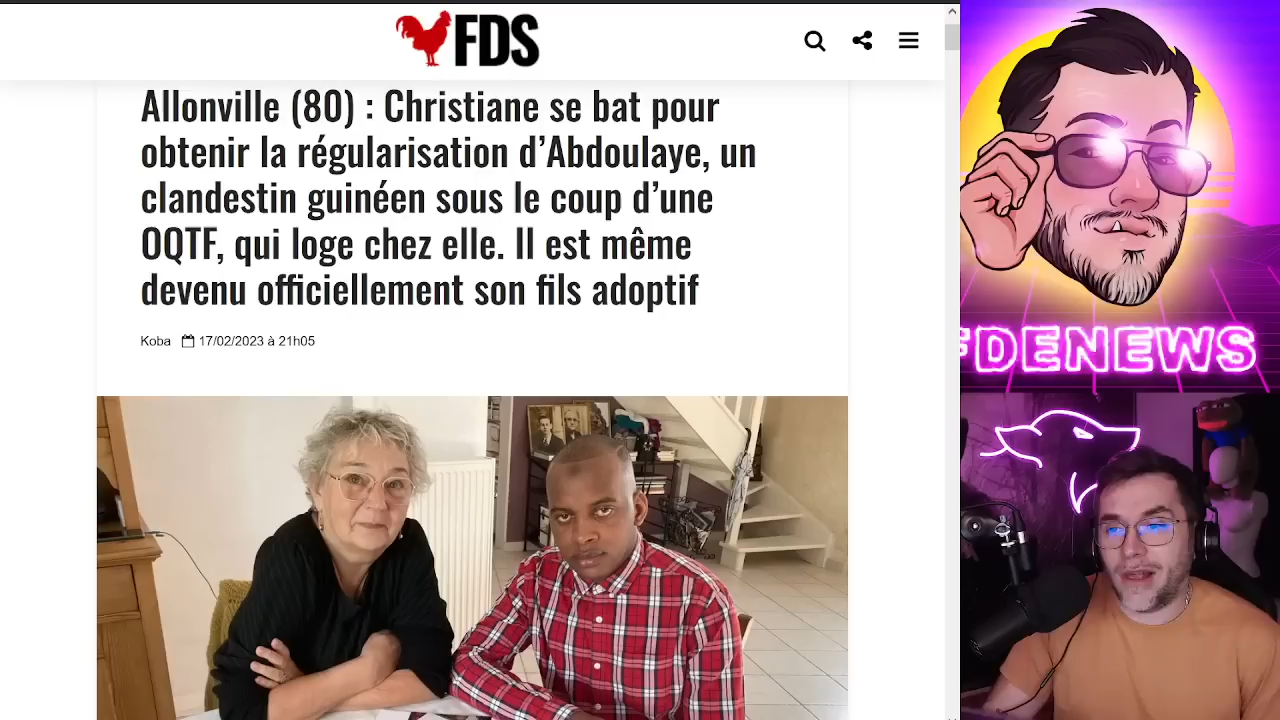 FDS
Allonville (80) : Christiane se bat pour
obtenir la régularisation d’Abdoulaye, un
clandestin guinéen sous le coup d’une
OQTF, qui loge chez elle. Il est même
devenu officiellement son fils adoptif
Koba 17/02/2023 à 21h05
FDENEWS